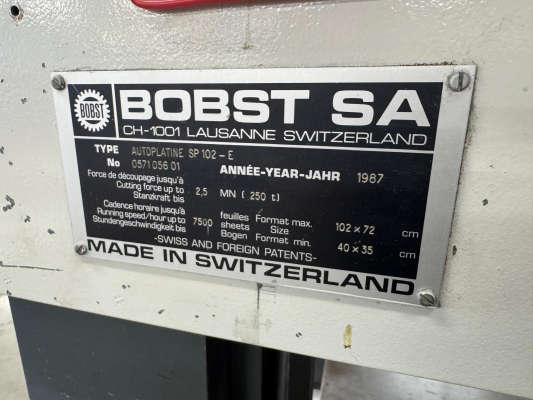 BOBST
BOBST SA
CH-1001 LAUSANNE SWITZERLAND
TYPE AUTOPLATINE SP 102-E
No 0571 056 01 ANNÉE-YEAR-JAHR 1987
Force de découpage jusqu'à
Cutting force up to 2,5 MN ( 250 t)
Stanzkraft bis
Cadence horaire jusqu'à feuilles Format max. 102 x 72 cm
Running speed/hour up to 7500 sheets Size
Stundengeschwindigkeit bis Bogen Format min. 40 x 35 cm
-SWISS AND FOREIGN PATENTS-
MADE IN SWITZERLAND